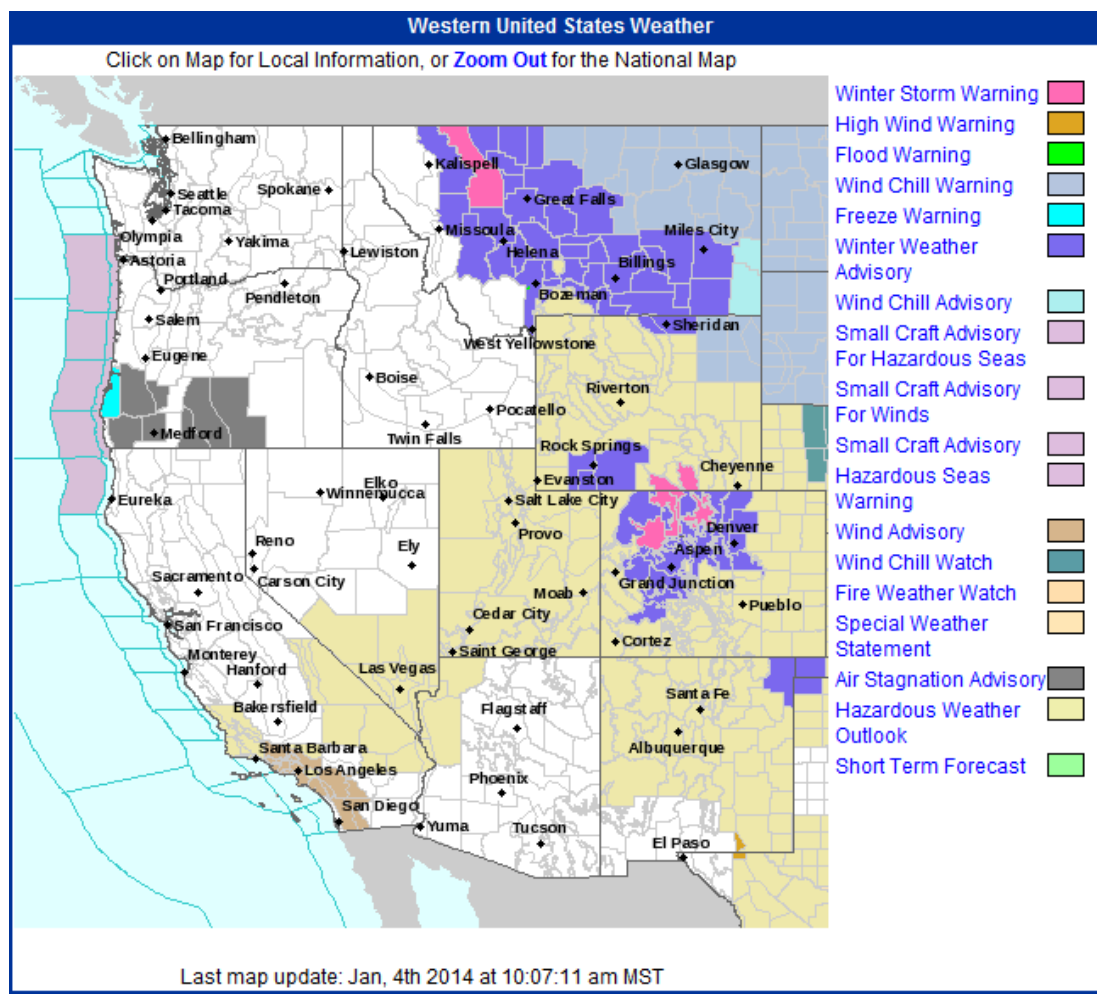 Western United States Weather
Click on Map for Local Information, or Zoom Out for the National Map
Winter Storm Warning
High Wind Warning
Flood Warning
Wind Chill Warning
Freeze Warning
Winter Weather
Advisory
Wind Chill Advisory
Small Craft Advisory
For Hazardous Seas
Small Craft Advisory
For Winds
Small Craft Advisory
Hazardous Seas
Warning
Wind Advisory
Wind Chill Watch
Fire Weather Watch
Special Weather
Statement
Air Stagnation Advisory
Hazardous Weather
Outlook
Short Term Forecast
Bellingham
Kalispell
Glasgow
Seattle
Spokane
Great Falls
Tacoma
Olympia
Yakima
Missoula
Miles City
Helena
Lewiston
Astoria
Billings
Portland
Pendleton
Bozeman
Salem
Sheridan
West Yellowstone
Eugene
Boise
Riverton
Pocatello
Medford
Twin Falls
Rock Springs
Cheyenne
Evanston
Elko
Winnemucca
Eureka
Salt Lake City
Provo
Denver
Reno
Ely
Aspen
Sacramento
Carson City
Grand Junction
Moab
Pueblo
Cedar City
San Francisco
Cortez
Saint George
Monterey
Hanford
Las Vegas
Santa Fe
Bakersfield
Flagstaff
Albuquerque
Santa Barbara
Los Angeles
Phoenix
San Diego
Yuma
Tucson
El Paso
Last map update: Jan, 4th 2014 at 10:07:11 am MST